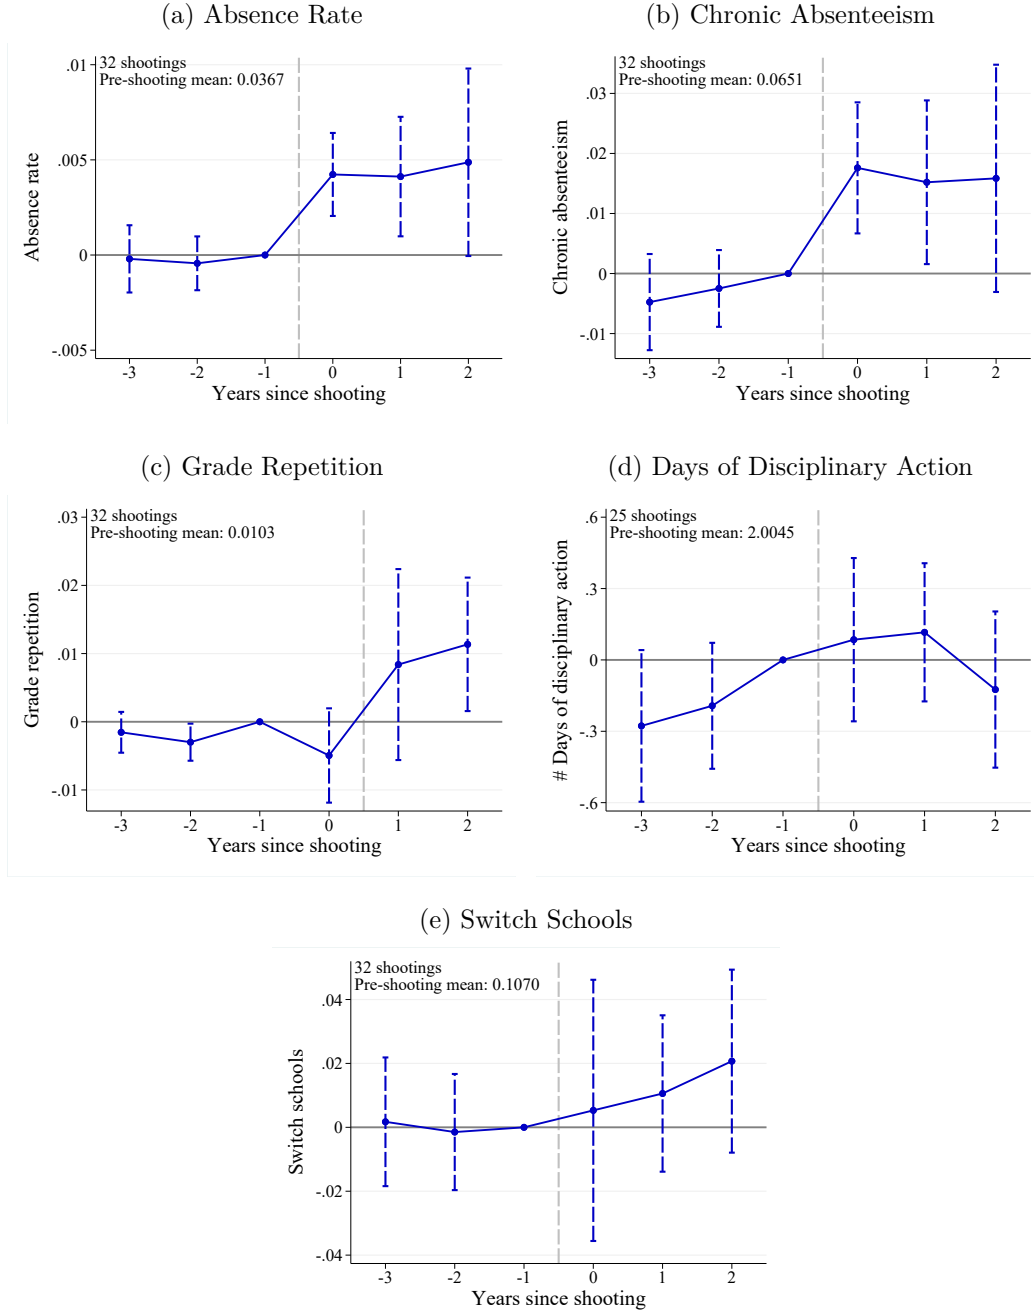 (a) Absence Rate
32 shootings
Pre-shooting mean: 0.0367
Absence rate
.01
.005
0
-.005
-3 -2 -1 0 1 2
Years since shooting
(b) Chronic Absenteeism
32 shootings
Pre-shooting mean: 0.0651
Chronic absenteeism
.03
.02
.01
0
-.01
-3 -2 -1 0 1 2
Years since shooting
(c) Grade Repetition
32 shootings
Pre-shooting mean: 0.0103
Grade repetition
.03
.02
.01
0
-.01
-3 -2 -1 0 1 2
Years since shooting
(d) Days of Disciplinary Action
25 shootings
Pre-shooting mean: 2.0045
# Days of disciplinary action
.6
.3
0
-.3
-.6
-3 -2 -1 0 1 2
Years since shooting
(e) Switch Schools
32 shootings
Pre-shooting mean: 0.1070
Switch schools
.04
.02
0
-.02
-.04
-3 -2 -1 0 1 2
Years since shooting